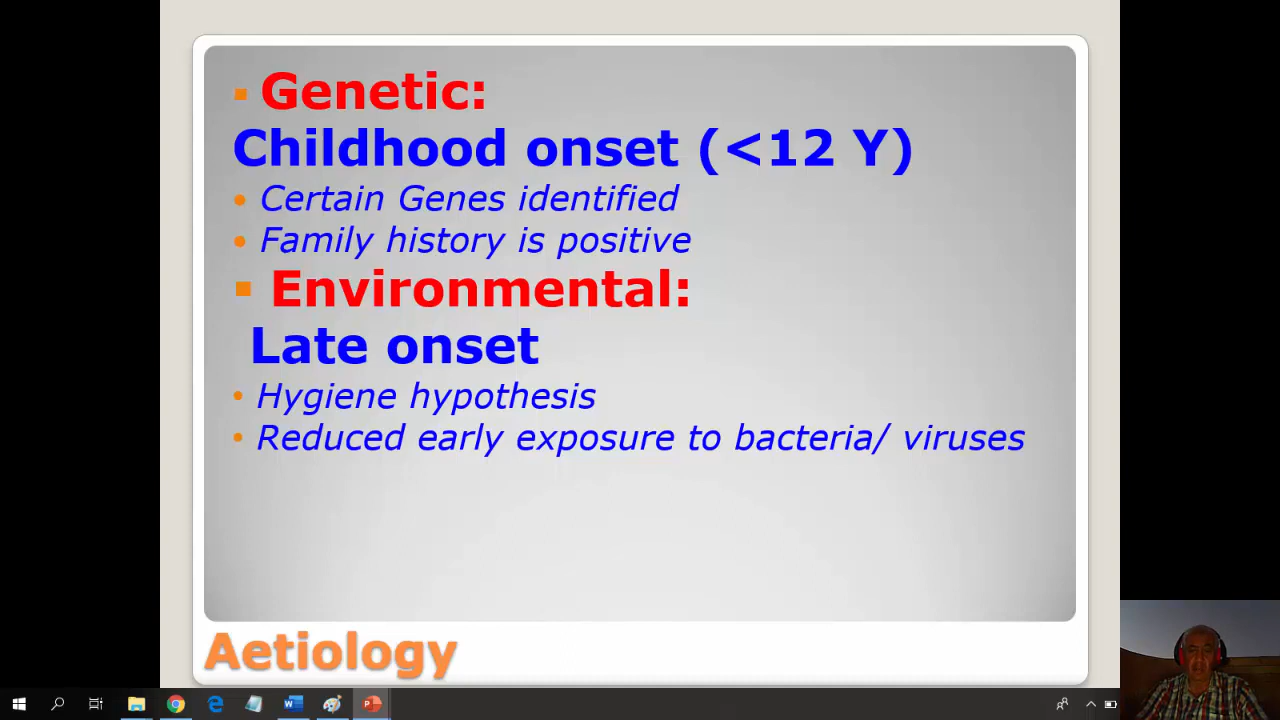 Genetic:
Childhood onset (<12 Y)
Certain Genes identified
Family history is positive
Environmental:
Late onset
Hygiene hypothesis
Reduced early exposure to bacteria/ viruses
Aetiology